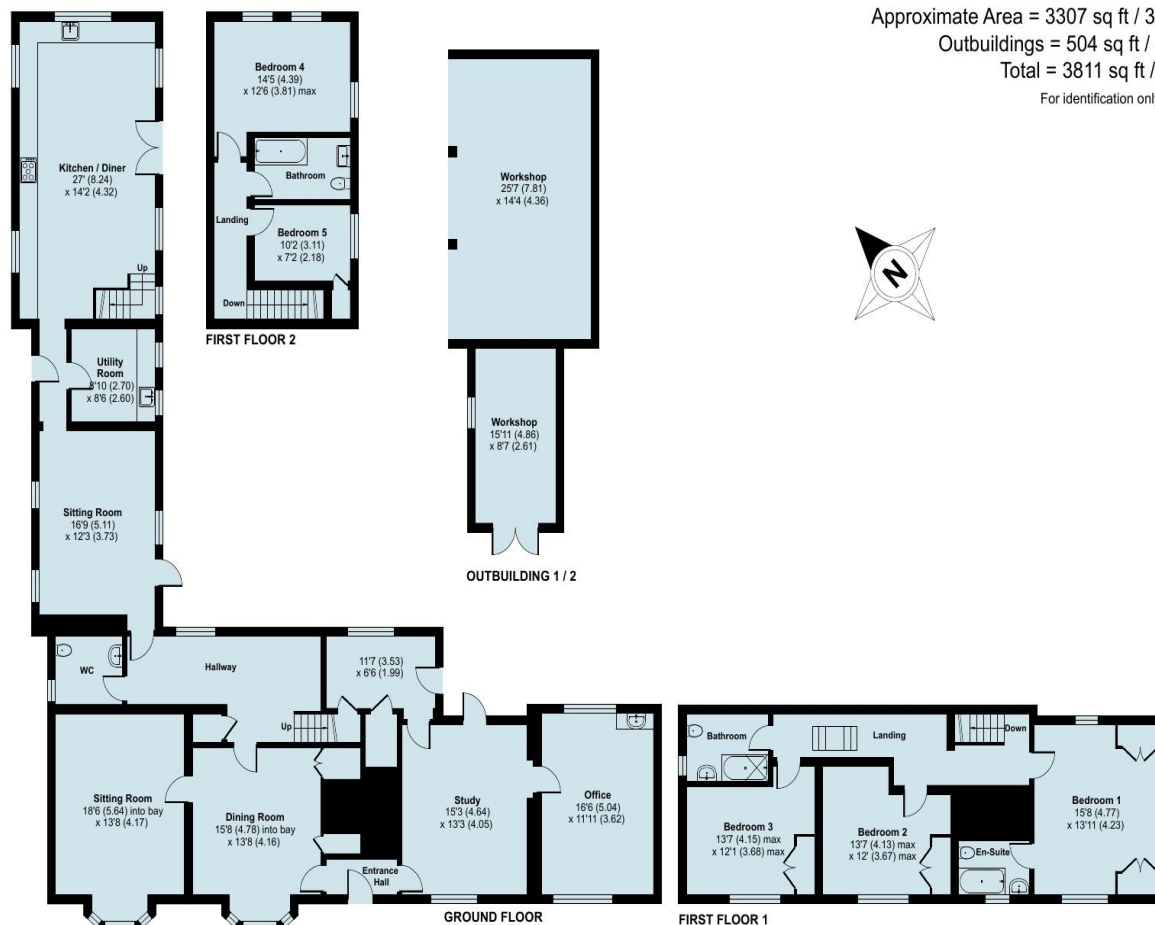 Approximate Area = 3307 sq ft / 3
Outbuildings = 504 sq ft /
Total = 3811 sq ft /
For identification only
Kitchen / Diner
27' (8.24)
x 14'2 (4.32)
Up
Bedroom 4
14'5 (4.39)
x 12'6 (3.81) max
Bathroom
Landing
Bedroom 5
10'2 (3.11)
x 7'2 (2.18)
Down
FIRST FLOOR 2
Workshop
25'7 (7.81)
x 14'4 (4.36)
N
Utility
Room
8'10 (2.70)
x 8'6 (2.60)
Workshop
15'11 (4.86)
x 8'7 (2.61)
OUTBUILDING 1 / 2
Sitting Room
16'9 (5.11)
x 12'3 (3.73)
WC
Hallway
11'7 (3.53)
x 6'6 (1.99)
Up
Sitting Room
18'6 (5.64) into bay
x 13'8 (4.17)
Dining Room
15'8 (4.78) into bay
x 13'8 (4.16)
Study
15'3 (4.64)
x 13'3 (4.05)
Office
16'6 (5.04)
x 11'11 (3.62)
Entrance
Hall
GROUND FLOOR
Bathroom
Landing
Down
Bedroom 1
15'8 (4.77)
x 13'11 (4.23)
Bedroom 3
13'7 (4.15) max
x 12'1 (3.68) max
Bedroom 2
13'7 (4.13) max
x 12' (3.67) max
En-Suite
FIRST FLOOR 1